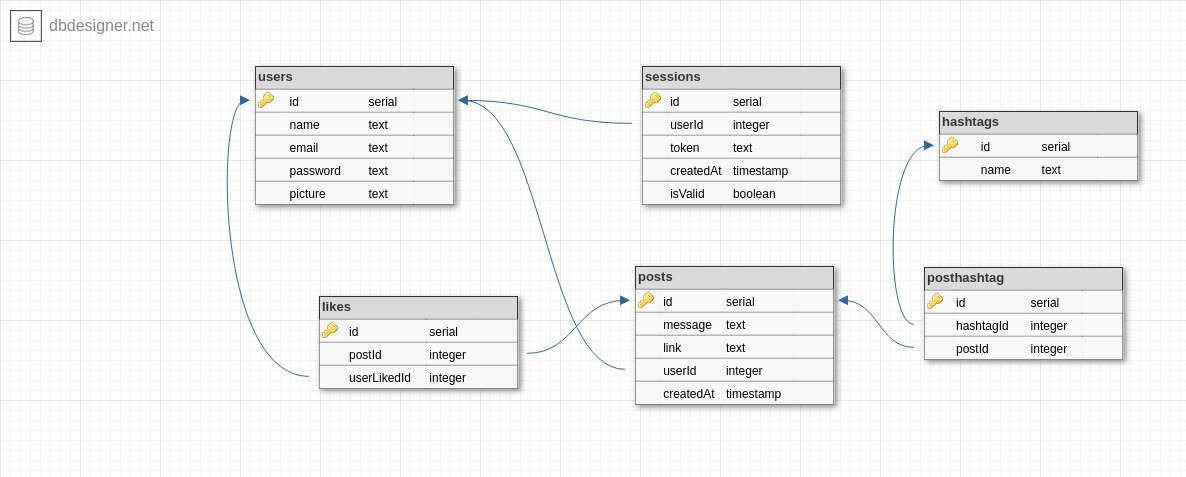 dbdesigner.net
users
id serial
name text
email text
password text
picture text
sessions
id serial
userId integer
token text
createdAt timestamp
isValid boolean
hashtags
id serial
name text
likes
id serial
postId integer
userLikedId integer
posts
id serial
message text
link text
userId integer
createdAt timestamp
posthashtag
id serial
hashtagId integer
postId integer